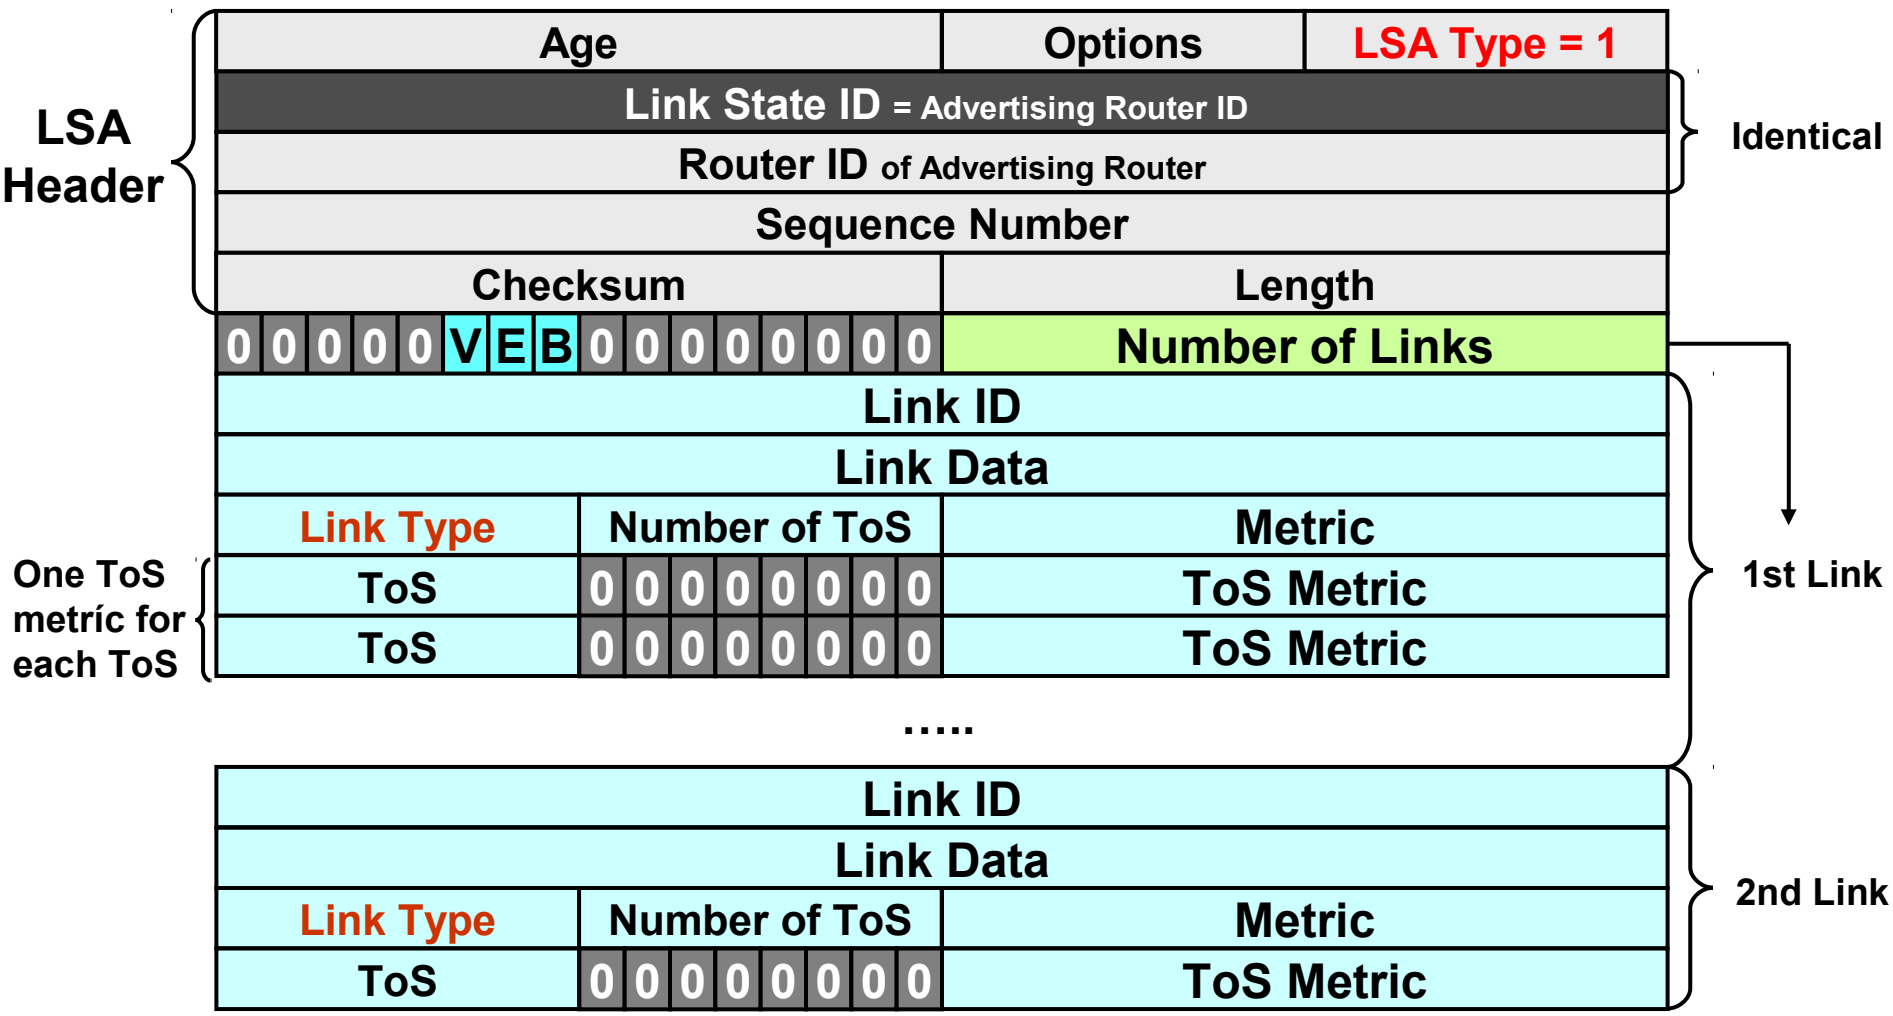 Age Options LSA Type = 1
Link State ID = Advertising Router ID
LSA Header
Identical
Router ID of Advertising Router
Sequence Number
Checksum Length
0 0 0 0 0 V E B 0 0 0 0 0 0 0 0 Number of Links
Link ID
Link Data
Link Type Number of ToS Metric
One ToS metríc for each ToS
ToS 0 0 0 0 0 0 0 0 ToS Metric
1st Link
ToS 0 0 0 0 0 0 0 0 ToS Metric
.....
Link ID
Link Data
2nd Link
Link Type Number of ToS Metric
ToS 0 0 0 0 0 0 0 0 ToS Metric